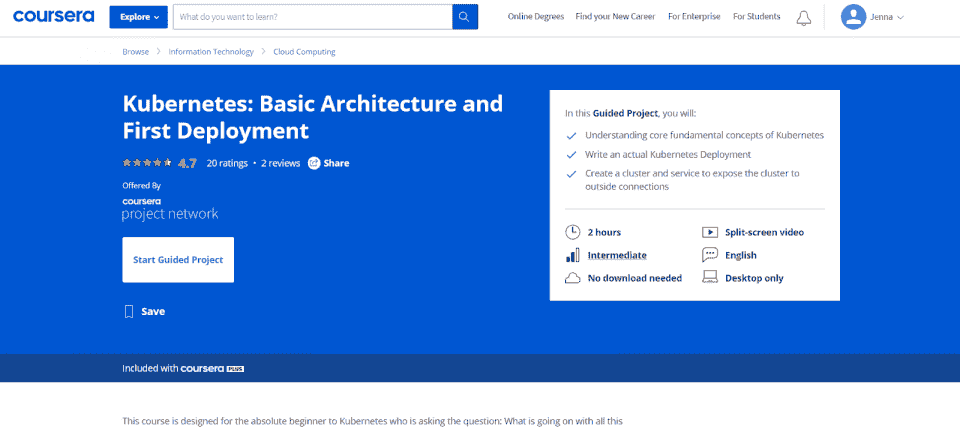 coursera
Explore
What do you want to learn?
Online Degrees
Find your New Career
For Enterprise
For Students
Jenna
Browse > Information Technology > Cloud Computing
Kubernetes: Basic Architecture and
First Deployment
4.7 20 ratings • 2 reviews Share
Offered By
coursera
project network
Start Guided Project
Save
In this Guided Project, you will:
Understanding core fundamental concepts of Kubernetes
Write an actual Kubernetes Deployment
Create a cluster and service to expose the cluster to
outside connections
2 hours
Split-screen video
Intermediate
English
No download needed
Desktop only
Included with coursera PLUS
This course is designed for the absolute beginner to Kubernetes who is asking the question: What is going on with all this